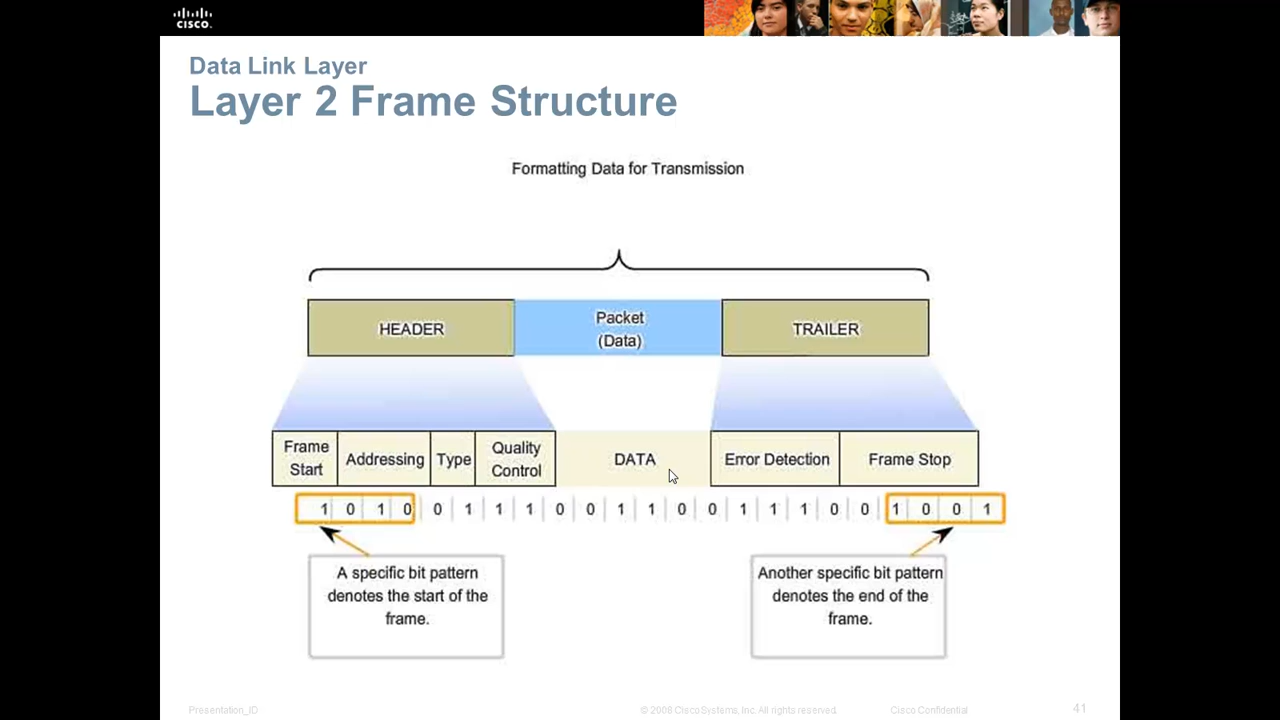 CISCO.
Data Link Layer
Layer 2 Frame Structure
Formatting Data for Transmission
HEADER
Packet
(Data)
TRAILER
Frame
Start
Addressing
Type
Quality
Control
DATA
Error Detection
Frame Stop
1 0 1 0 0 1 1 1 0 0 1 1 0 0 1 1 1 0 0 1 0 0 1
A specific bit pattern
denotes the start of the
frame.
Another specific bit pattern
denotes the end of the
frame.
Presentation_ID
© 2008 Cisco Systems, Inc. All rights reserved.
Cisco Confidential
41